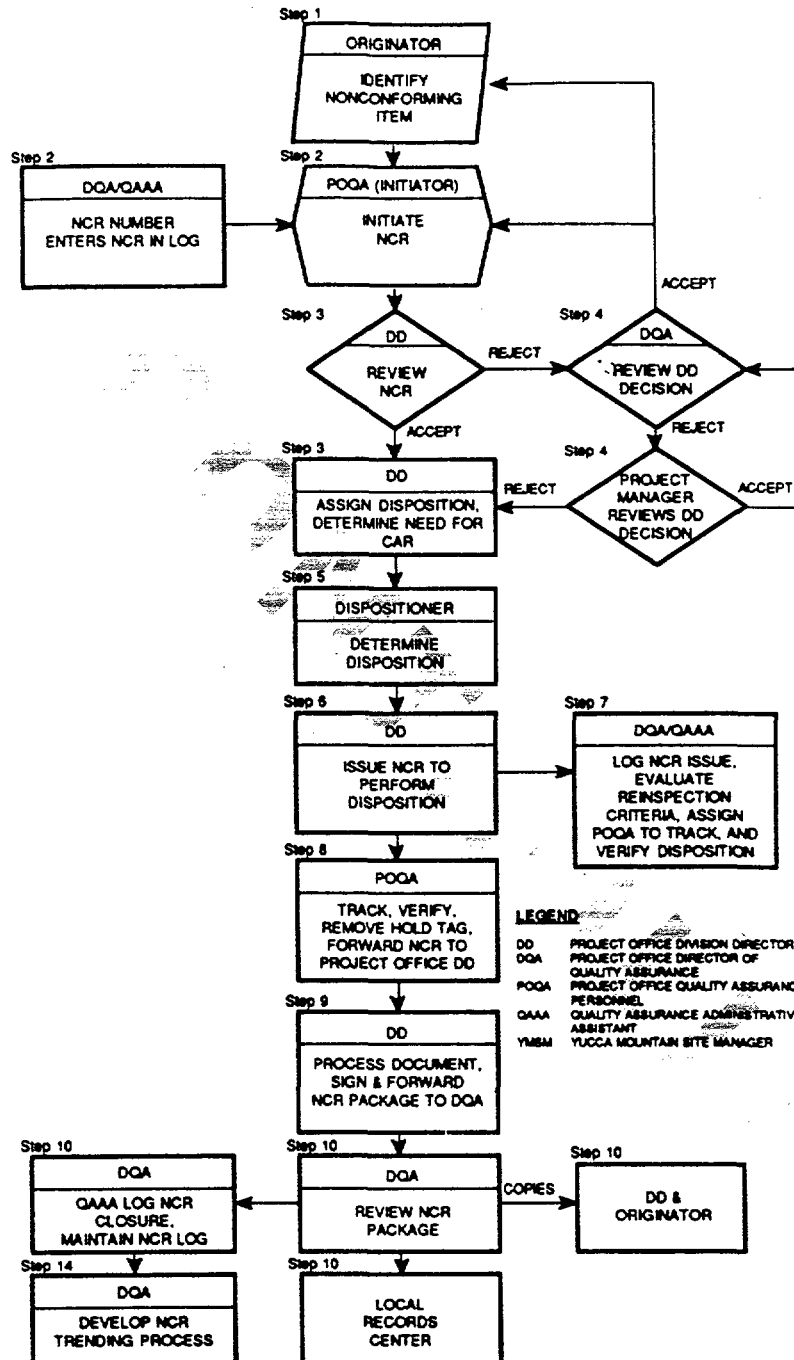 Step 1
ORIGINATOR
IDENTIFY
NONCONFORMING
ITEM
Step 2
DQA/QAAA
NCR NUMBER
ENTERS NCR IN LOG
Step 2
POQA (INITIATOR)
INITIATE
NCR
ACCEPT
Step 3
DD
REVIEW
NCR
REJECT
ACCEPT
Step 4
DQA
REVIEW DD
DECISION
REJECT
Step 3
DD
ASSIGN DISPOSITION,
DETERMINE NEED FOR
CAR
REJECT
Step 4
PROJECT
MANAGER
REVIEWS DD
DECISION
ACCEPT
Step 5
DISPOSITIONER
DETERMINE
DISPOSITION
Step 6
DD
ISSUE NCR TO
PERFORM
DISPOSITION
Step 7
DQA/QAAA
LOG NCR ISSUE,
EVALUATE
REINSPECTION
CRITERIA, ASSIGN
POQA TO TRACK, AND
VERIFY DISPOSITION
Step 8
POQA
TRACK, VERIFY,
REMOVE HOLD TAG,
FORWARD NCR TO
PROJECT OFFICE DD
LEGEND
DD PROJECT OFFICE DIVISION DIRECTOR
DQA PROJECT OFFICE DIRECTOR OF
QUALITY ASSURANCE
POQA PROJECT OFFICE QUALITY ASSURANC
PERSONNEL
QAAA QUALITY ASSURANCE ADMINISTRATIV
ASSISTANT
YMSM YUCCA MOUNTAIN SITE MANAGER
Step 9
DD
PROCESS DOCUMENT,
SIGN & FORWARD
NCR PACKAGE TO DQA
Step 10
DQA
QAAA LOG NCR
CLOSURE,
MAINTAIN NCR LOG
Step 10
DQA
REVIEW NCR
PACKAGE
COPIES
Step 10
DD &
ORIGINATOR
Step 14
DQA
DEVELOP NCR
TRENDING PROCESS
Step 10
LOCAL
RECORDS
CENTER